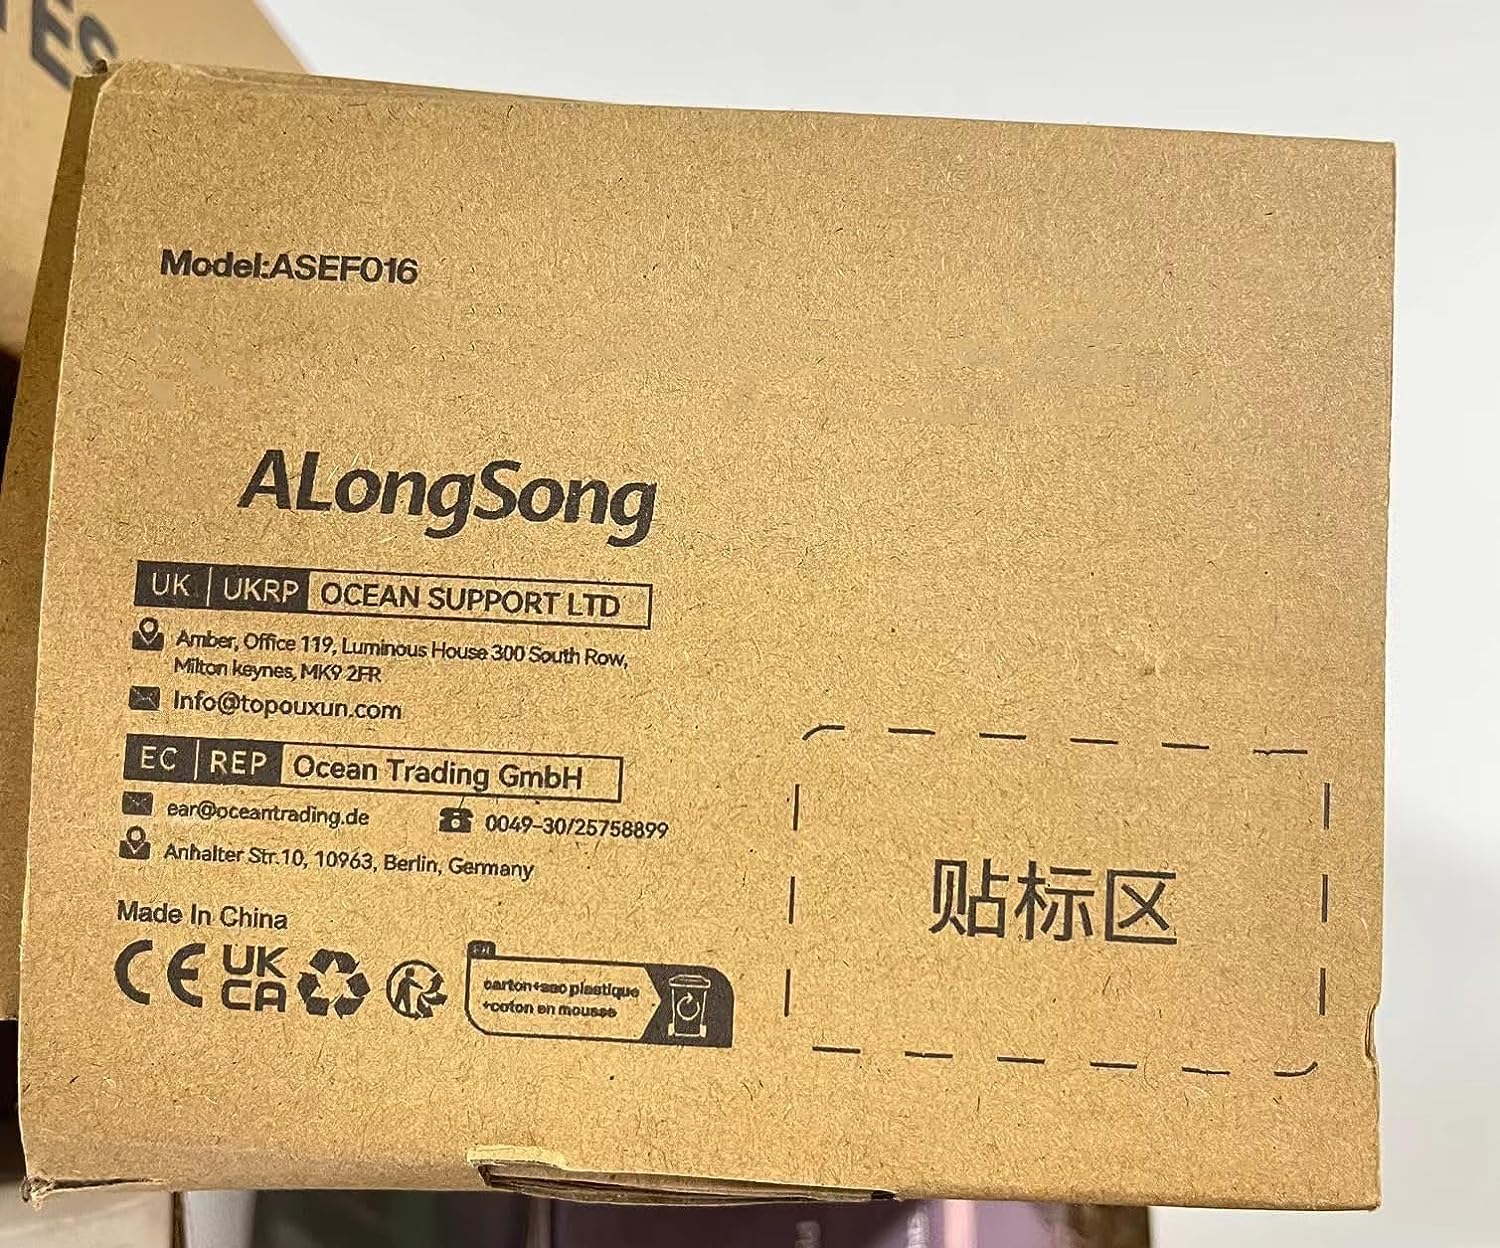 Model:ASEF016
ALongSong
UK | UKRP OCEAN SUPPORT LTD
Amber, Office 119, Luminous House 300 South Row,
Milton keynes, MK9 2FR
Info@topouxun.com
EC | REP Ocean Trading GmbH
ear@oceantrading.de 0049-30/25758899
Anhalter Str.10, 10963, Berlin, Germany
Made In China
CE UK
CA
carton+sac plastique
+coton en mousse
贴标区